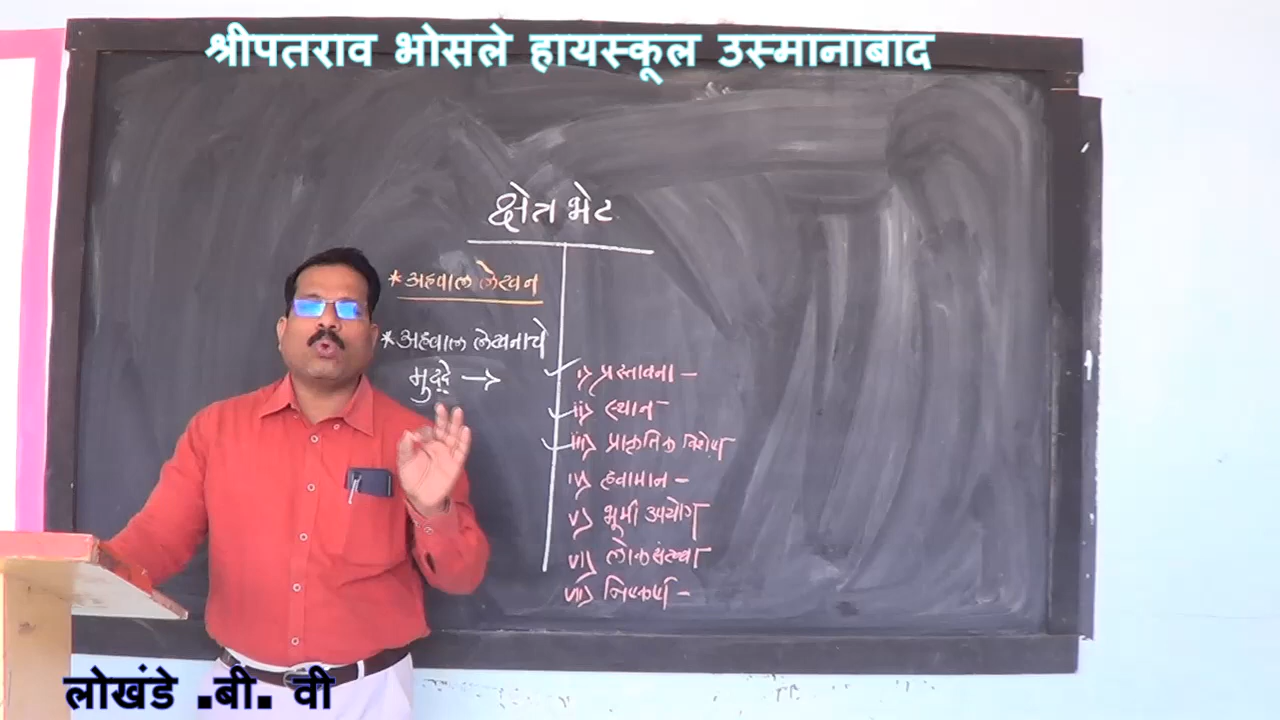 श्रीपतराव भोसले हायस्कूल उस्मानाबाद
क्षेत्र भेट
* अहवाल लेखन
* अहवाल लेखनाचे
मुद्दे →
i) प्रस्तावना -
ii) स्थान
iii) प्राकृतिक विशेष
iv) हवामान -
v) भूमी उपयोग
vi) लोकसंख्या
vii) निष्कर्ष -
लोखंडे .बी. वी